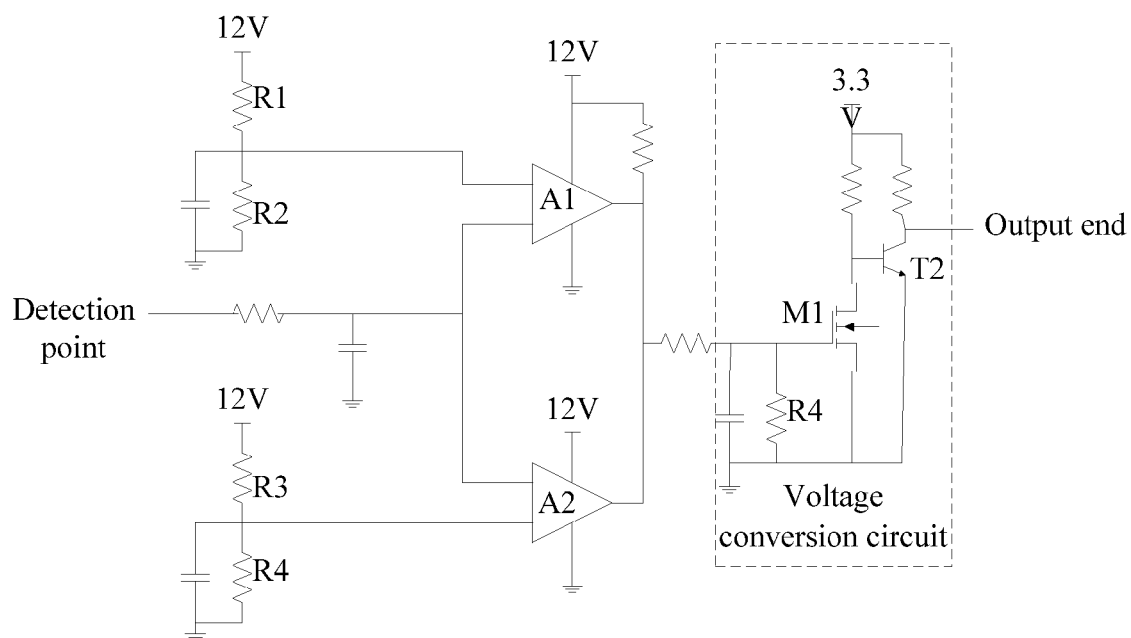 12V
R1
R2
12V
A1
3.3
V
Output end
T2
M1
Detection
point
12V
R3
R4
12V
A2
R4
Voltage
conversion circuit